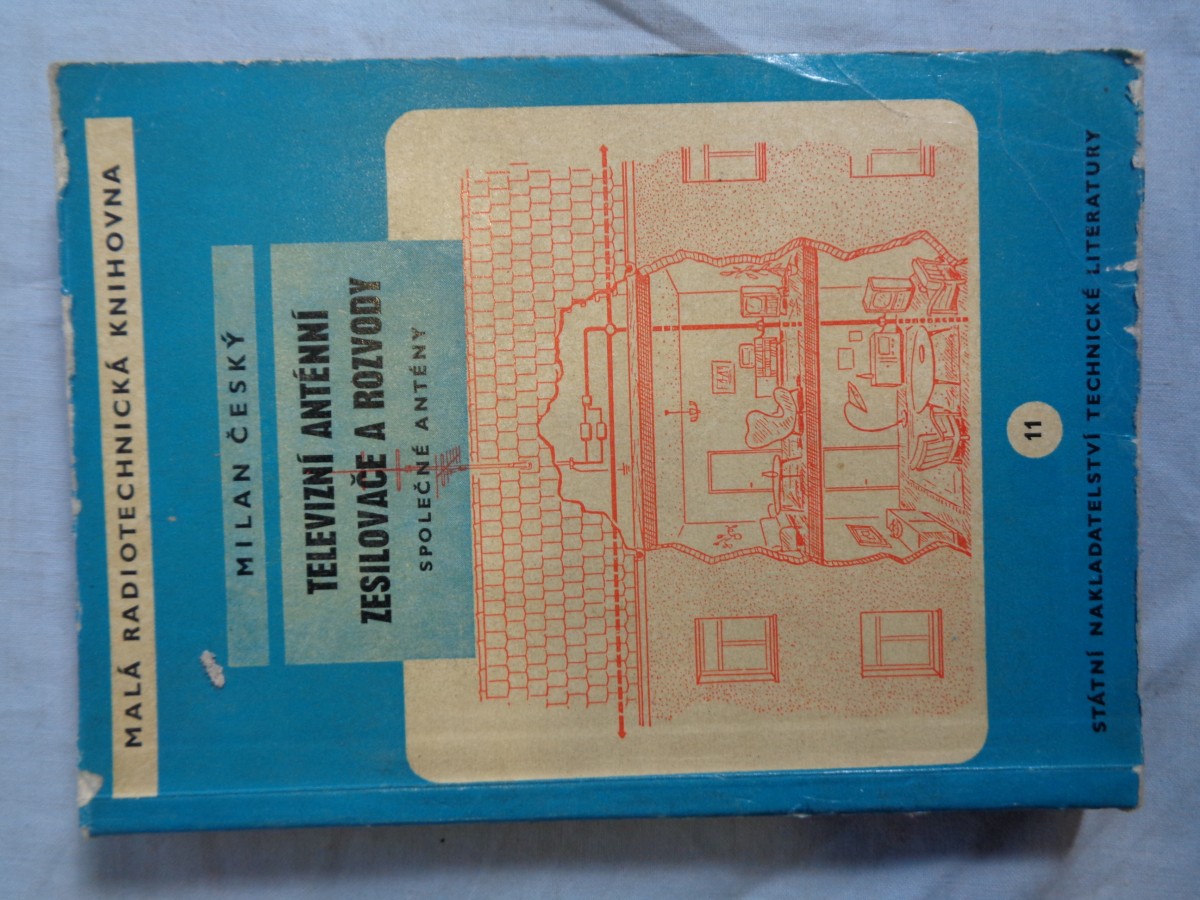 MALÁ RADIOTECHNICKÁ KNIHOVNA
MILAN ČESKÝ
TELEVIZNÍ ANTÉNNÍ
ZESILOVAČE A ROZVODY
SPOLEČNÉ ANTÉNY
11
STÁTNÍ NAKLADATELSTVÍ TECHNICKÉ LITERATURY